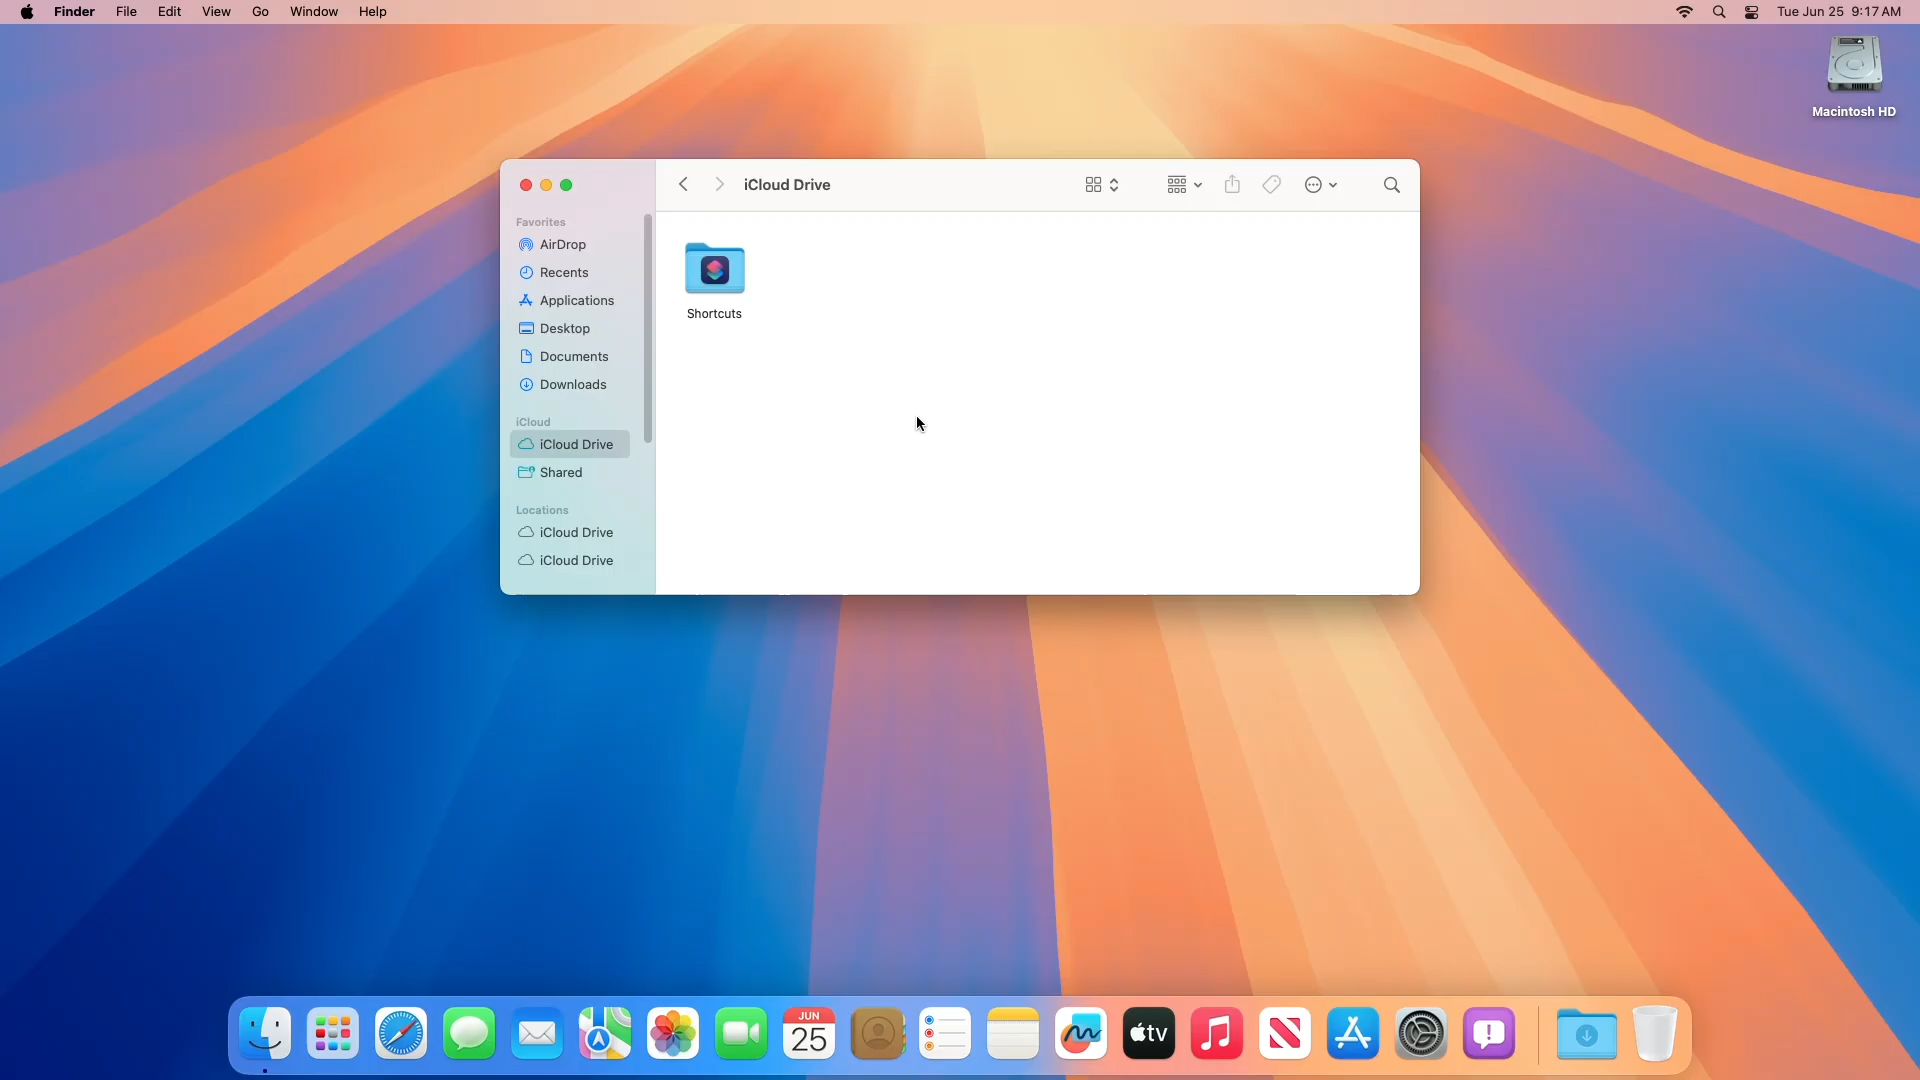 Finder File Edit View Go Window Help
Tue Jun 25 9:17 AM
Macintosh HD
iCloud Drive
Favorites
AirDrop
Recents
Applications
Desktop
Documents
Downloads
iCloud
iCloud Drive
Shared
Locations
iCloud Drive
iCloud Drive
Shortcuts
JUN
25
tv